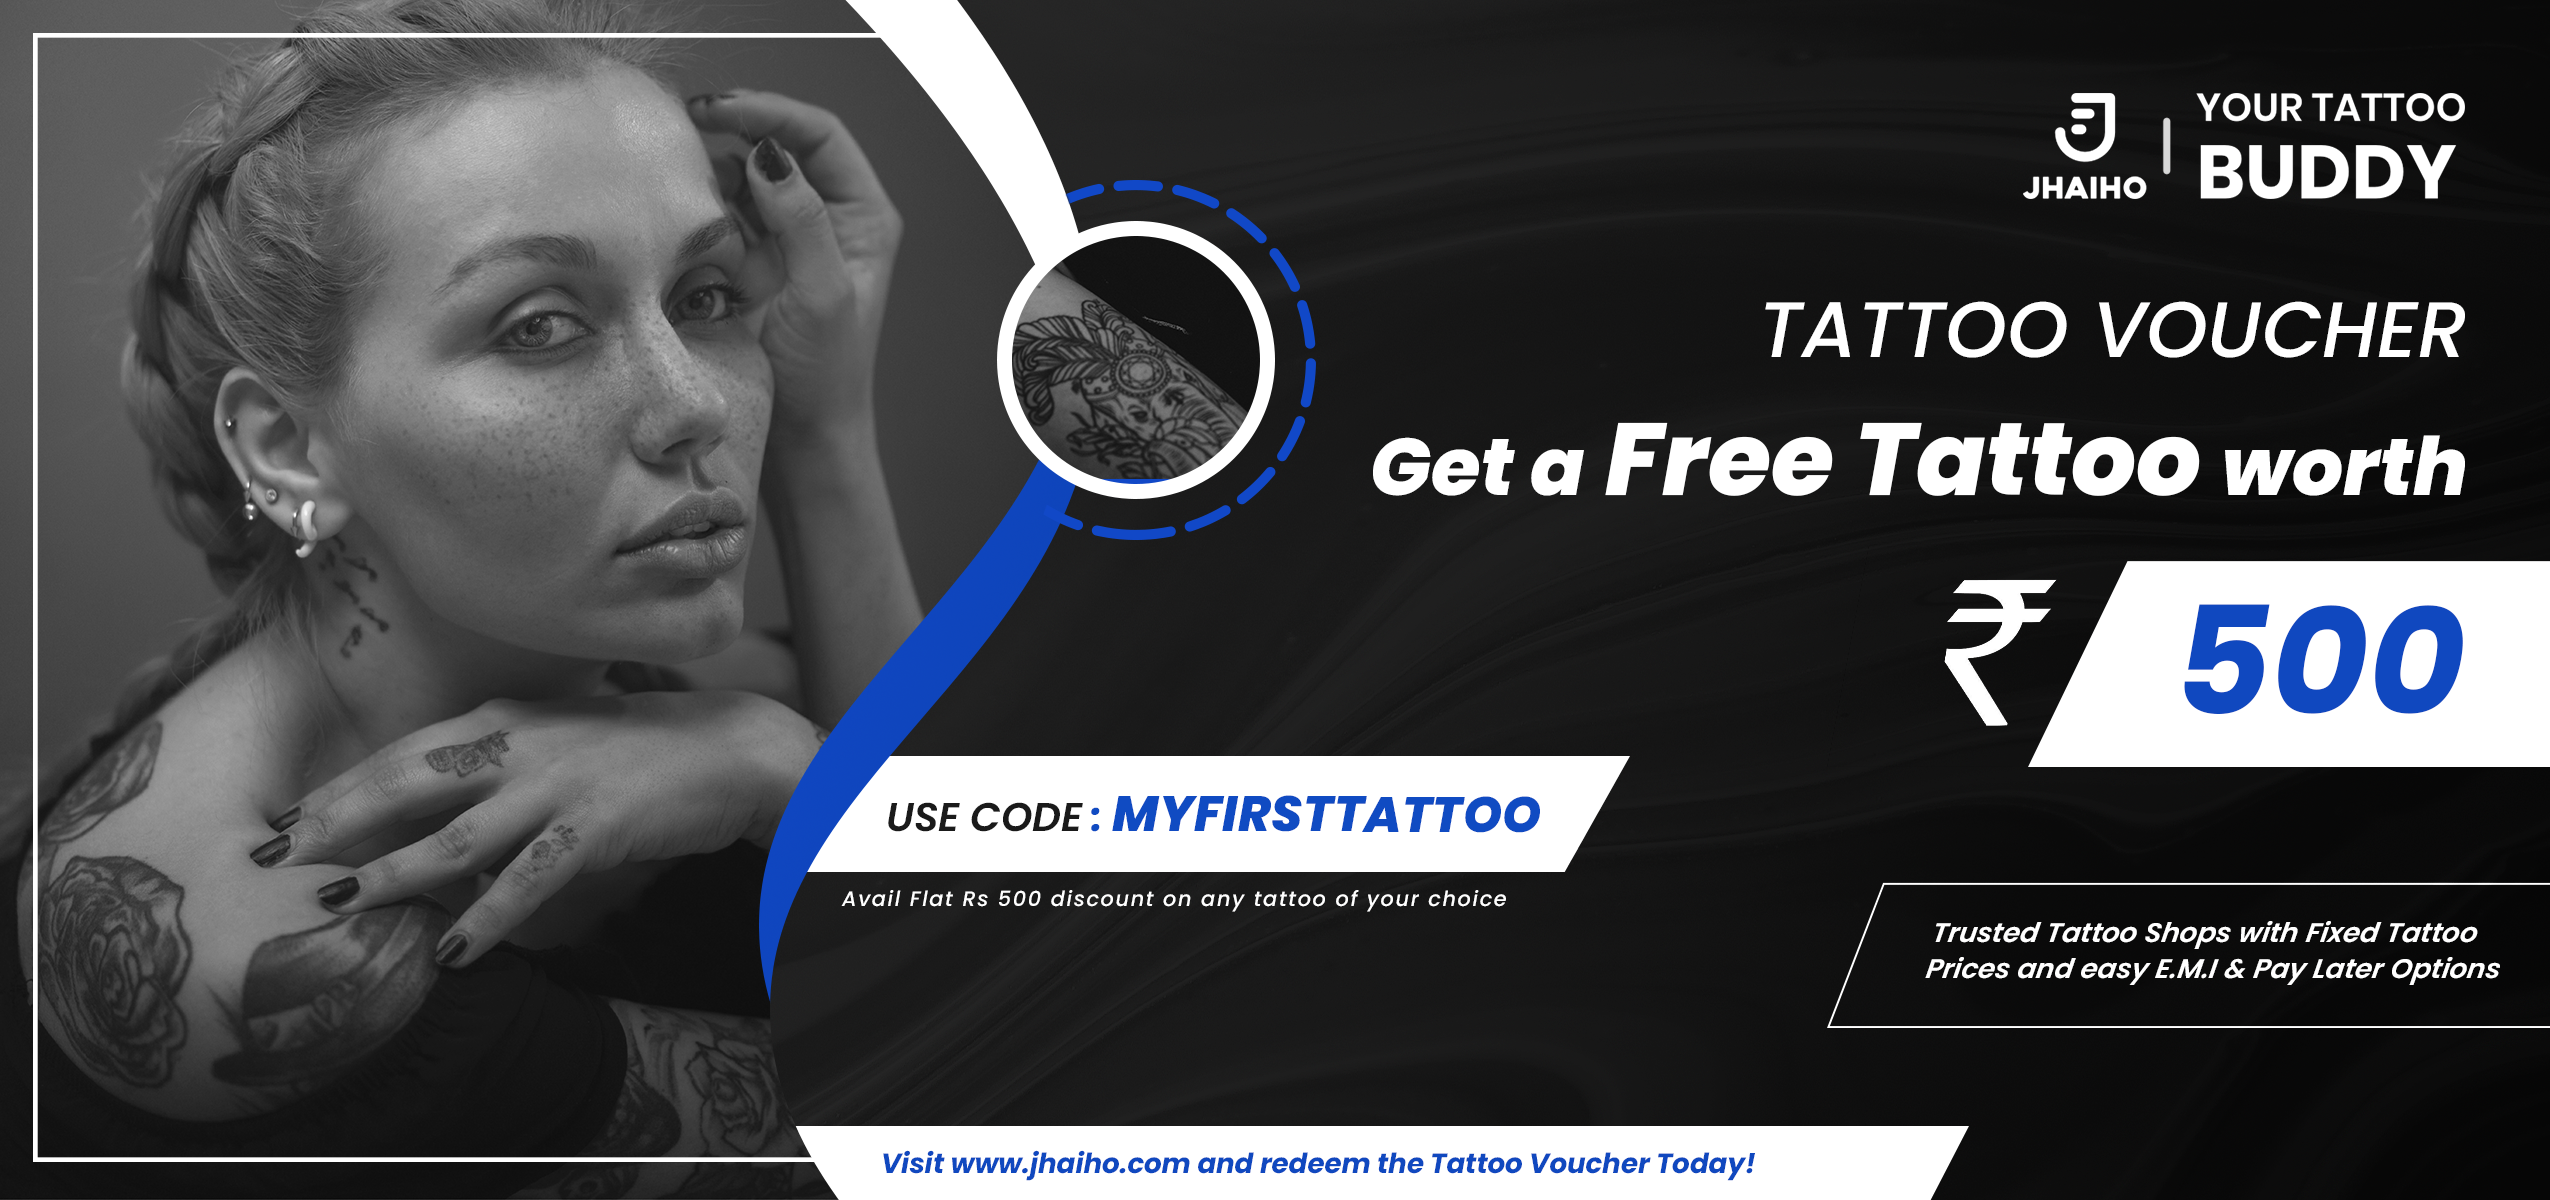 JHAIHO
YOUR TATTOO
BUDDY
TATTOO VOUCHER
Get a Free Tattoo worth
₹ 500
USE CODE : MYFIRSTTATTOO
Avail Flat Rs 500 discount on any tattoo of your choice
Trusted Tattoo Shops with Fixed Tattoo
Prices and easy E.M.I & Pay Later Options
Visit www.jhaiho.com and redeem the Tattoo Voucher Today!